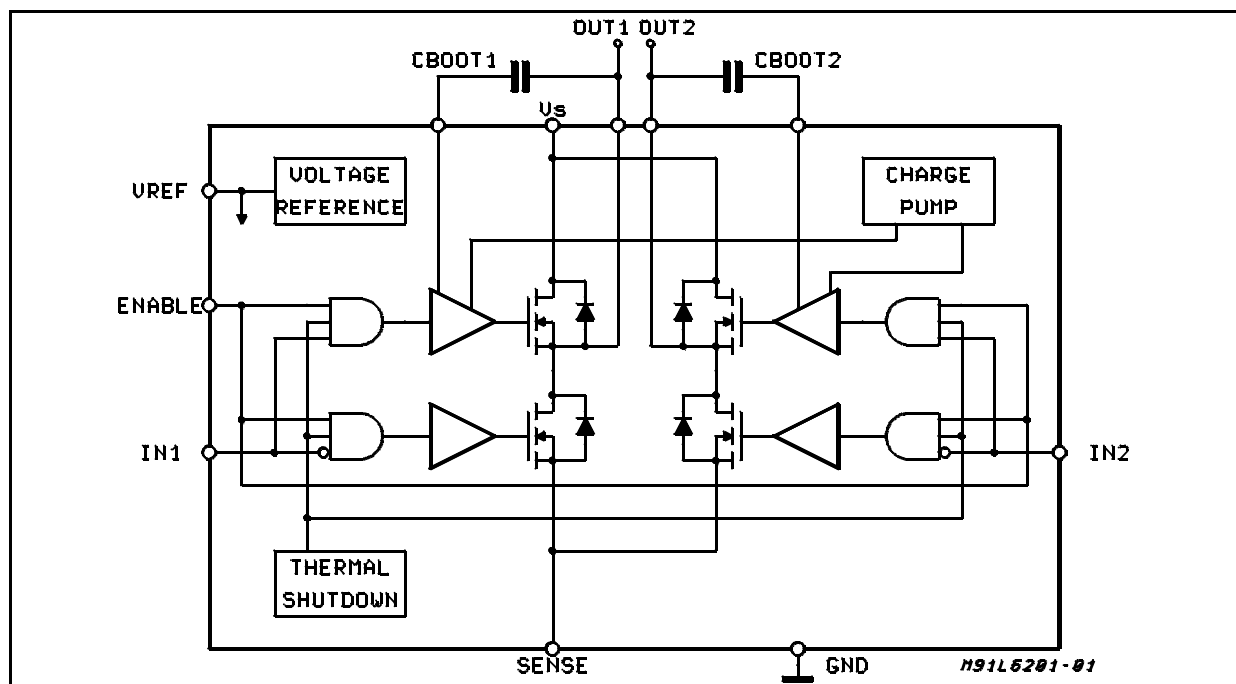 OUT1 OUT2
CBOOT1
CBOOT2
Vs
VREF
VOLTAGE
REFERENCE
CHARGE
PUMP
ENABLE
IN1
IN2
THERMAL
SHUTDOWN
SENSE
GND
M91L6201-01